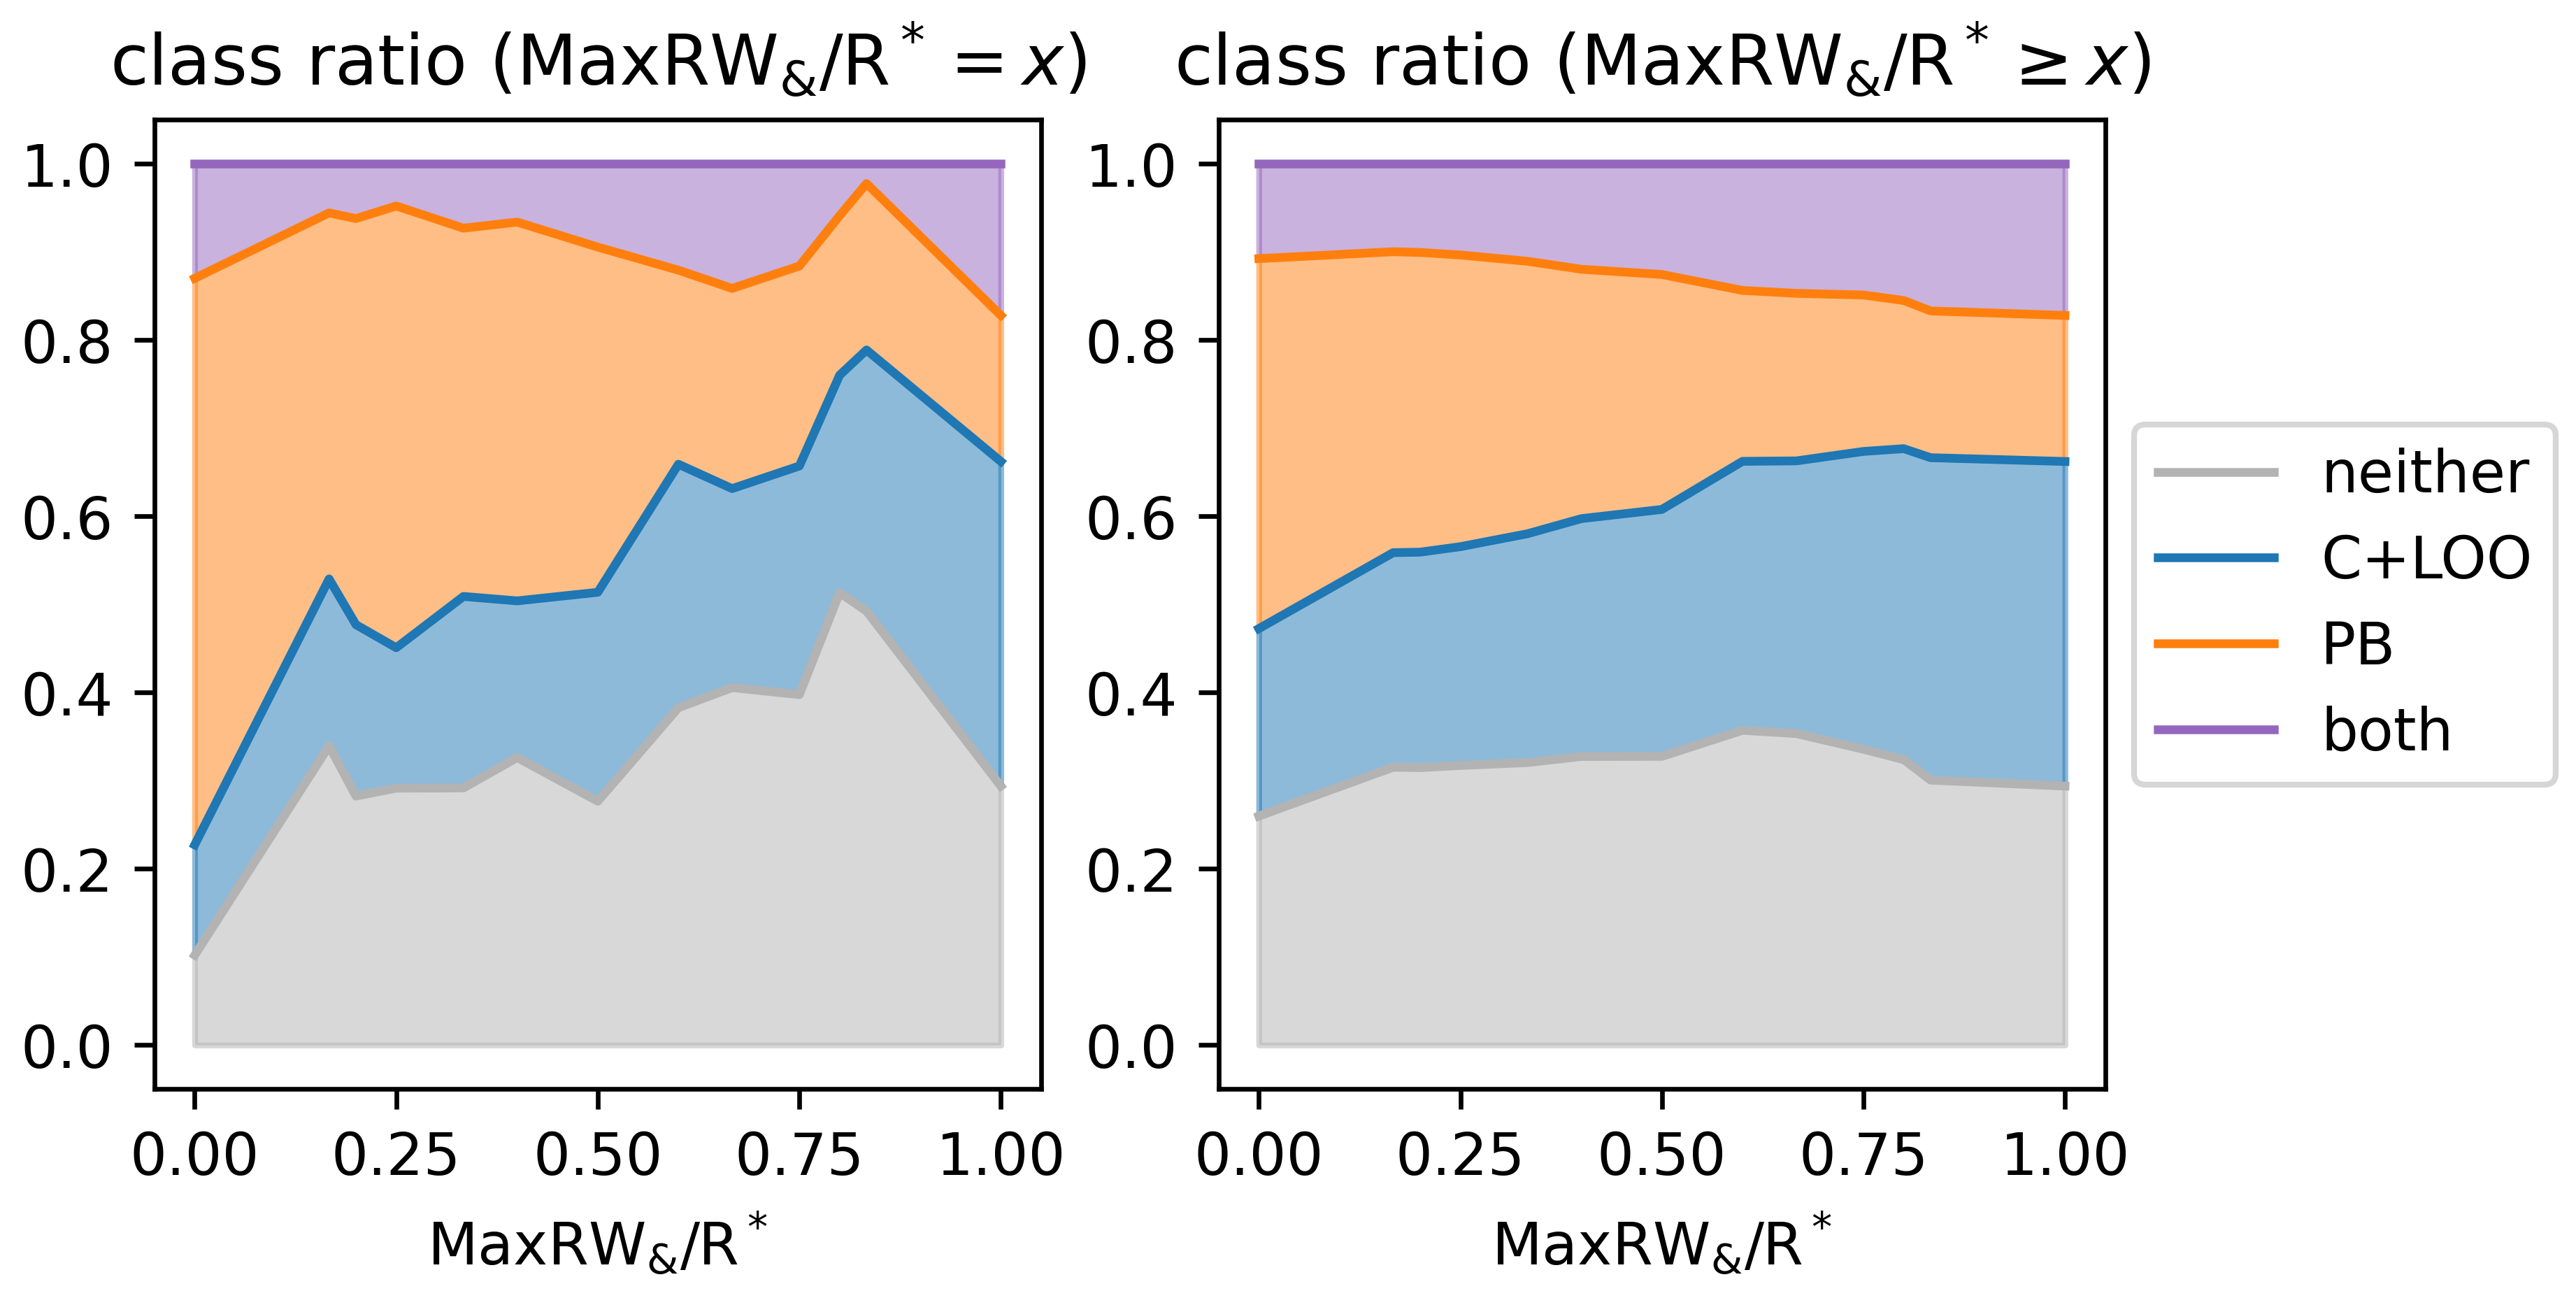 class ratio (MaxRW&/R* = x)
1.0
0.8
0.6
0.4
0.2
0.0
0.00 0.25 0.50 0.75 1.00
MaxRW&/R*
class ratio (MaxRW&/R* ≥ x)
1.0
0.8
0.6
0.4
0.2
0.0
0.00 0.25 0.50 0.75 1.00
MaxRW&/R*
neither
C+LOO
PB
both